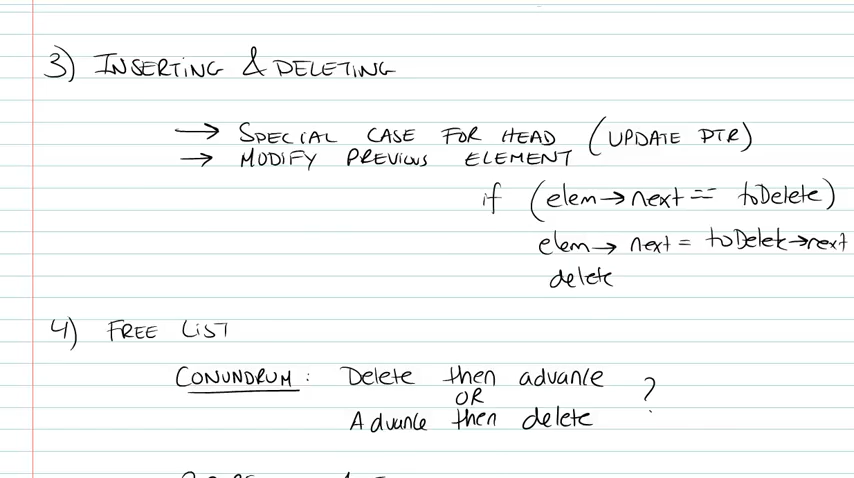 3) INSERTING & DELETING
→ SPECIAL CASE FOR HEAD (UPDATE PTR)
→ MODIFY PREVIOUS ELEMENT
if (elem→next == toDelete)
elem→next = toDelete→next
delete
4) FREE LIST
CONUNDRUM: Delete then advance
OR ?
Advance then delete